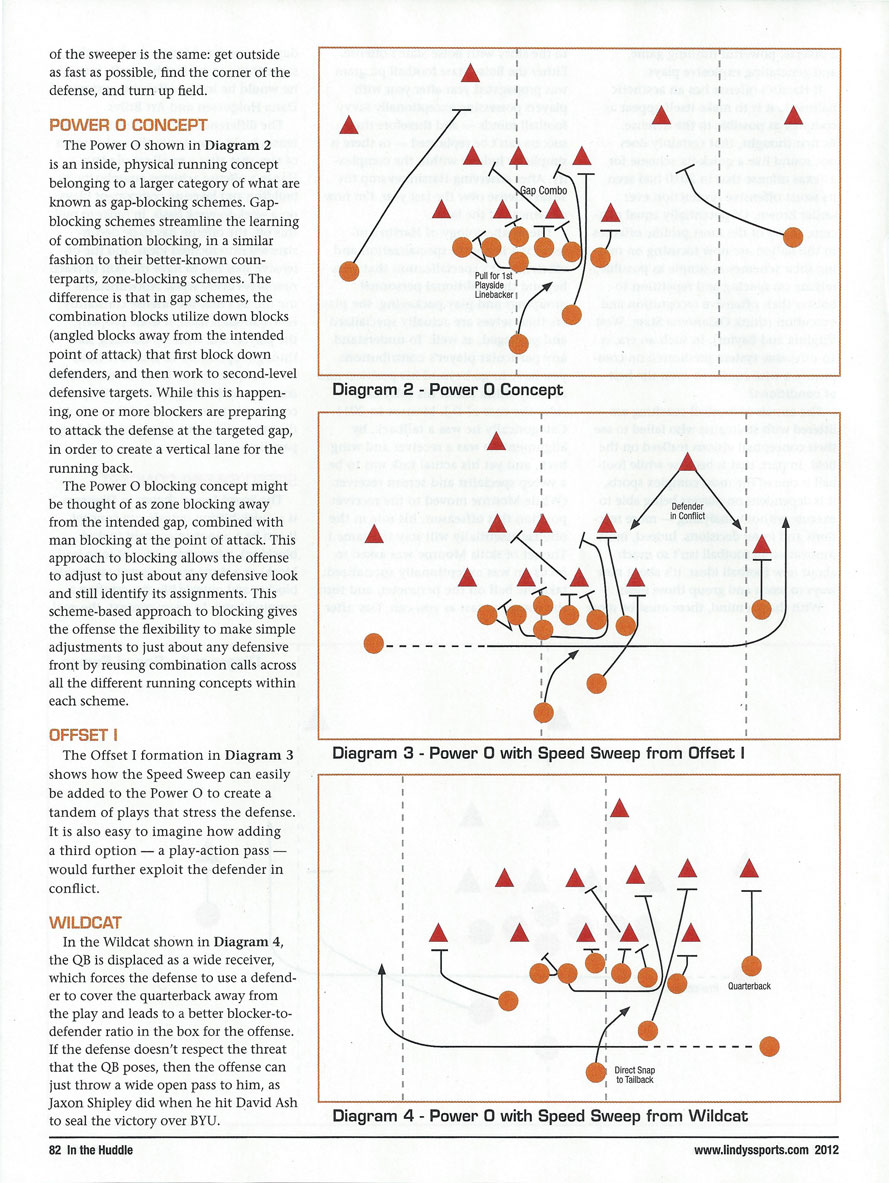 of the sweeper is the same: get outside
as fast as possible, find the corner of the
defense, and turn up field.
POWER O CONCEPT
The Power O shown in Diagram 2
is an inside, physical running concept
belonging to a larger category of what are
known as gap-blocking schemes. Gap-
blocking schemes streamline the learning
of combination blocking, in a similar
fashion to their better-known coun-
terparts, zone-blocking schemes. The
difference is that in gap schemes, the
combination blocks utilize down blocks
(angled blocks away from the intended
point of attack) that first block down
defenders, and then work to second-level
defensive targets. While this is happen-
ing, one or more blockers are preparing
to attack the defense at the targeted gap,
in order to create a vertical lane for the
running back.
The Power O blocking concept might
be thought of as zone blocking away
from the intended gap, combined with
man blocking at the point of attack. This
approach to blocking allows the offense
to adjust to just about any defensive look
and still identify its assignments. This
scheme-based approach to blocking gives
the offense the flexibility to make simple
adjustments to just about any defensive
front by reusing combination calls across
all the different running concepts within
each scheme.
OFFSET I
The Offset I formation in Diagram 3
shows how the Speed Sweep can easily
be added to the Power O to create a
tandem of plays that stress the defense.
It is also easy to imagine how adding
a third option — a play-action pass —
would further exploit the defender in
conflict.
WILDCAT
In the Wildcat shown in Diagram 4,
the QB is displaced as a wide receiver,
which forces the defense to use a defend-
er to cover the quarterback away from
the play and leads to a better blocker-to-
defender ratio in the box for the offense.
If the defense doesn't respect the threat
that the QB poses, then the offense can
just throw a wide open pass to him, as
Jaxon Shipley did when he hit David Ash
to seal the victory over BYU.
Gap Combo
Pull for 1st
Playside
Linebacker
Diagram 2 - Power O Concept
Defender
in Conflict
Diagram 3 - Power O with Speed Sweep from Offset I
Quarterback
Direct Snap
to Tailback
Diagram 4 - Power O with Speed Sweep from Wildcat
82 In the Huddle
www.lindyssports.com 2012